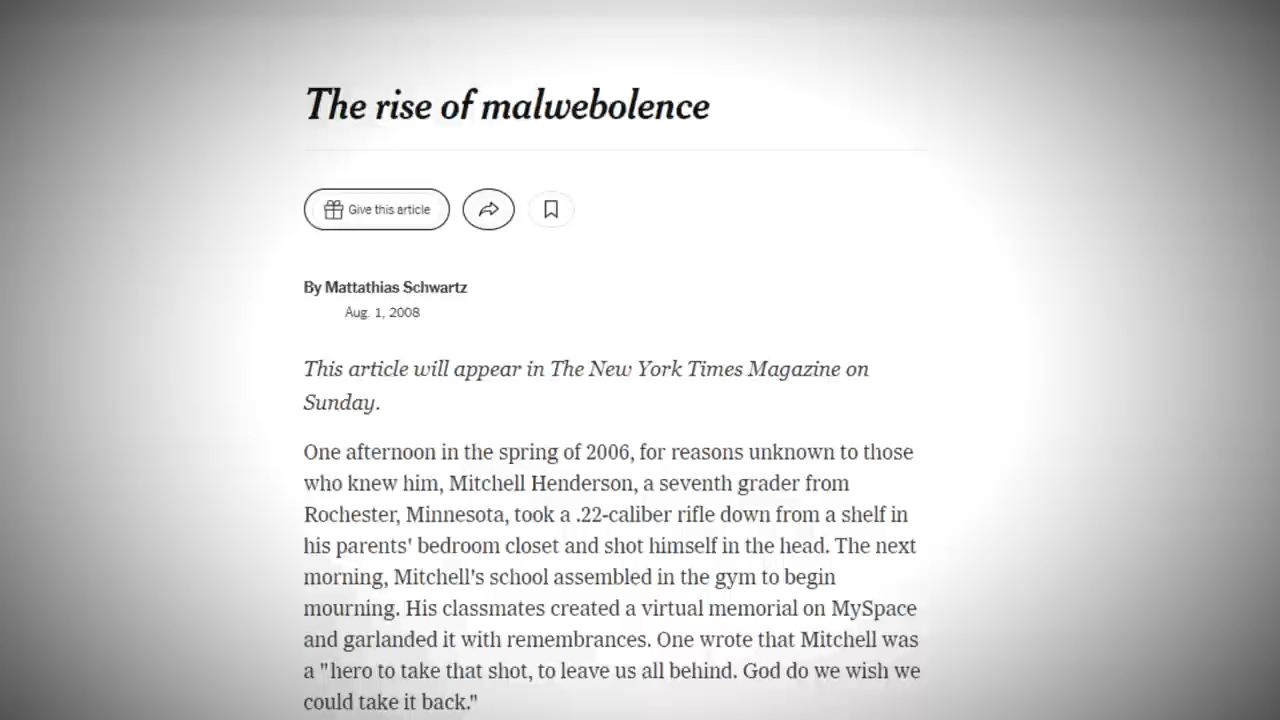 The rise of malwebolence
Give this article
By Mattathias Schwartz
Aug. 1, 2008
This article will appear in The New York Times Magazine on
Sunday.
One afternoon in the spring of 2006, for reasons unknown to those
who knew him, Mitchell Henderson, a seventh grader from
Rochester, Minnesota, took a .22-caliber rifle down from a shelf in
his parents' bedroom closet and shot himself in the head. The next
morning, Mitchell's school assembled in the gym to begin
mourning. His classmates created a virtual memorial on MySpace
and garlanded it with remembrances. One wrote that Mitchell was
a "hero to take that shot, to leave us all behind. God do we wish we
could take it back."